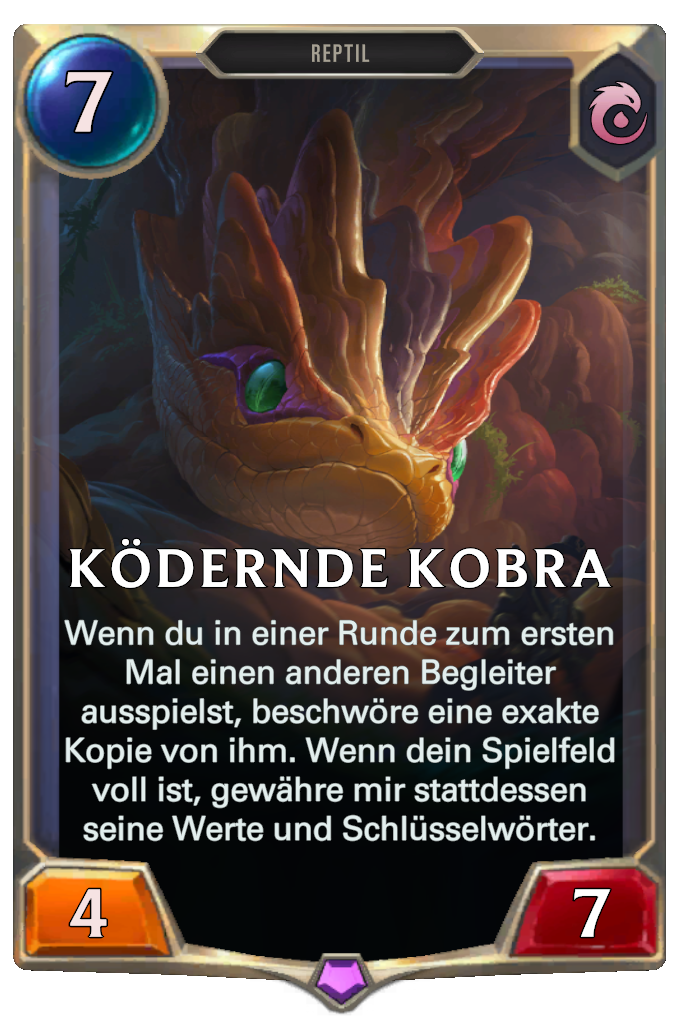 7
REPTIL
KÖDERNDE KOBRA
Wenn du in einer Runde zum ersten
Mal einen anderen Begleiter
ausspielst, beschwöre eine exakte
Kopie von ihm. Wenn dein Spielfeld
voll ist, gewähre mir stattdessen
seine Werte und Schlüsselwörter.
4
7